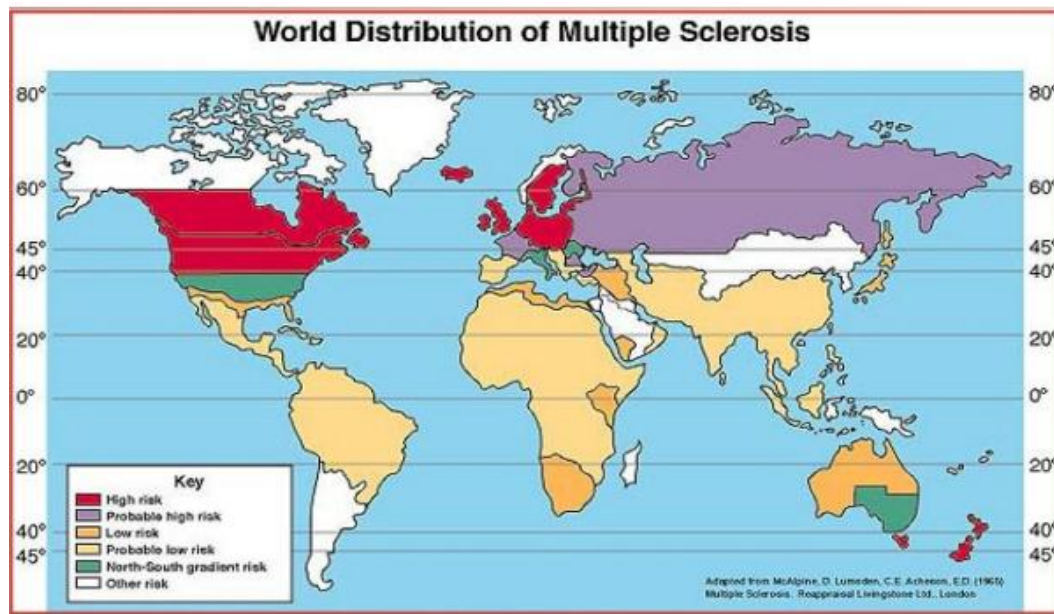 World Distribution of Multiple Sclerosis
80° 80°
60° 60°
45° 45°
40° 40°
20° 20°
0° 0°
20° 20°
40° 40°
45° 45°
Key
High risk
Probable high risk
Low risk
Probable low risk
North-South gradient risk
Other risk
Adapted from McAlpine, D. Lumsden, C.E. Acheson, E.D. (1965)
Multiple Sclerosis. Reappraisal Livingstone Ltd., London